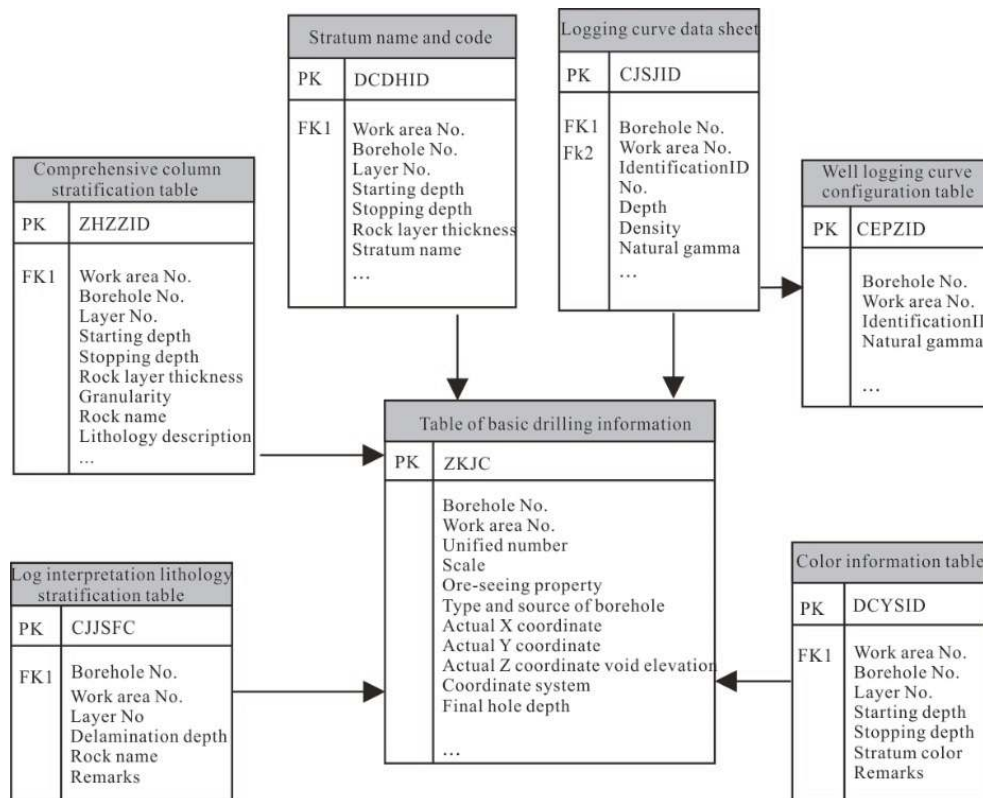 Stratum name and code
PK DCDHID
FK1 Work area No.
Borehole No.
Layer No.
Starting depth
Stopping depth
Rock layer thickness
Stratum name
...
Logging curve data sheet
PK CJSJID
FK1 Borehole No.
Fk2 Work area No.
IdentificationID
No.
Depth
Density
Natural gamma
...
Comprehensive column
stratification table
PK ZHZZID
FK1 Work area No.
Borehole No.
Layer No.
Starting depth
Stopping depth
Rock layer thickness
Granularity
Rock name
Lithology description
...
Well logging curve
configuration table
PK CEPZID
Borehole No.
Work area No.
IdentificationID
Natural gamma
...
Table of basic drilling information
PK ZKJC
Borehole No.
Work area No.
Unified number
Scale
Ore-seeing property
Type and source of borehole
Actual X coordinate
Actual Y coordinate
Actual Z coordinate void elevation
Coordinate system
Final hole depth
...
Log interpretation lithology
stratification table
PK CJJSFC
FK1 Borehole No.
Work area No.
Layer No
Delamination depth
Rock name
Remarks
Color information table
PK DCYSID
FK1 Work area No.
Borehole No.
Layer No.
Starting depth
Stopping depth
Stratum color
Remarks